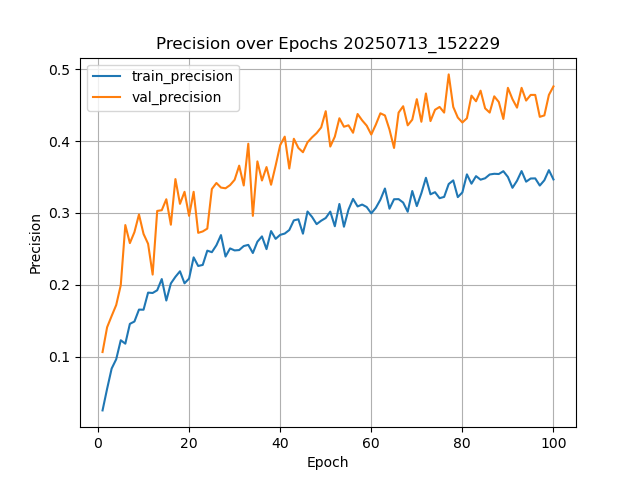 Precision over Epochs 20250713_152229
train_precision
val_precision
0.5
0.4
0.3
0.2
0.1
Precision
0 20 40 60 80 100
Epoch